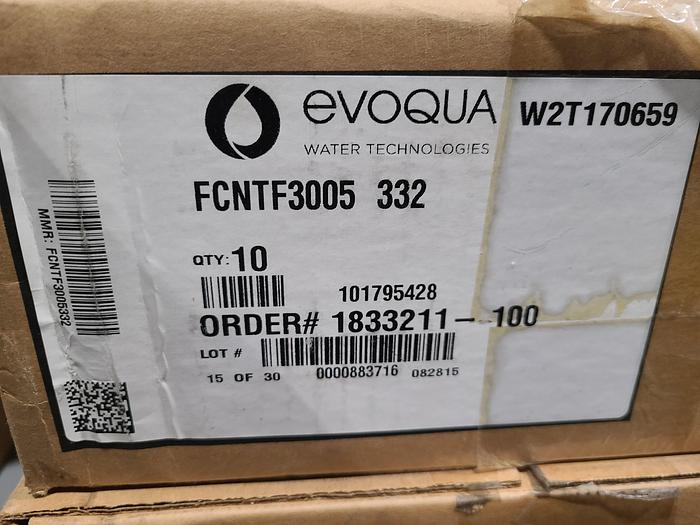 evoQUA
WATER TECHNOLOGIES
W2T170659
FCNTF3005 332
MMR: FCNTF3005332
QTY: 10
101795428
ORDER# 1833211- 100
LOT #
15 OF 30 0000883716 082815